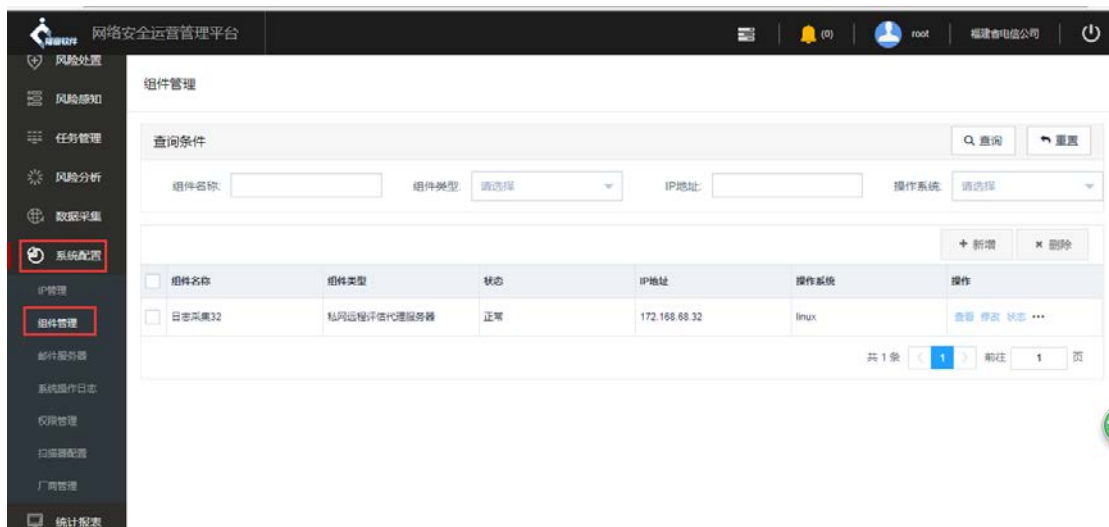 网络安全运营管理平台
(0)
root
福建省电信公司
风险处置
风险感知
任务管理
风险分析
数据采集
系统配置
IP管理
组件管理
邮件服务器
系统操作日志
权限管理
扫描器配置
厂商管理
统计报表
组件管理
查询条件
查询 重置
组件名称: 组件类型: 请选择 IP地址: 操作系统: 请选择
+ 新增 × 删除
组件名称 组件类型 状态 IP地址 操作系统 操作
日志采集32 私网远程评估代理服务器 正常 172.168.68.32 linux 查看 修改 状态 •••
共1条 < 1 > 前往 1 页